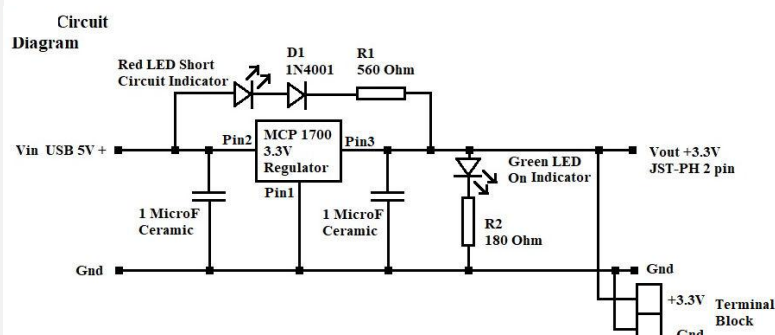 Circuit
Diagram
Red LED Short
Circuit Indicator
D1
1N4001
R1
560 Ohm
Vin USB 5V +
Pin2
MCP 1700
3.3V
Regulator
Pin3
Pin1
Green LED
On Indicator
Vout +3.3V
JST-PH 2 pin
1 MicroF
Ceramic
1 MicroF
Ceramic
R2
180 Ohm
Gnd
Gnd
+3.3V
Terminal
Block
Gnd